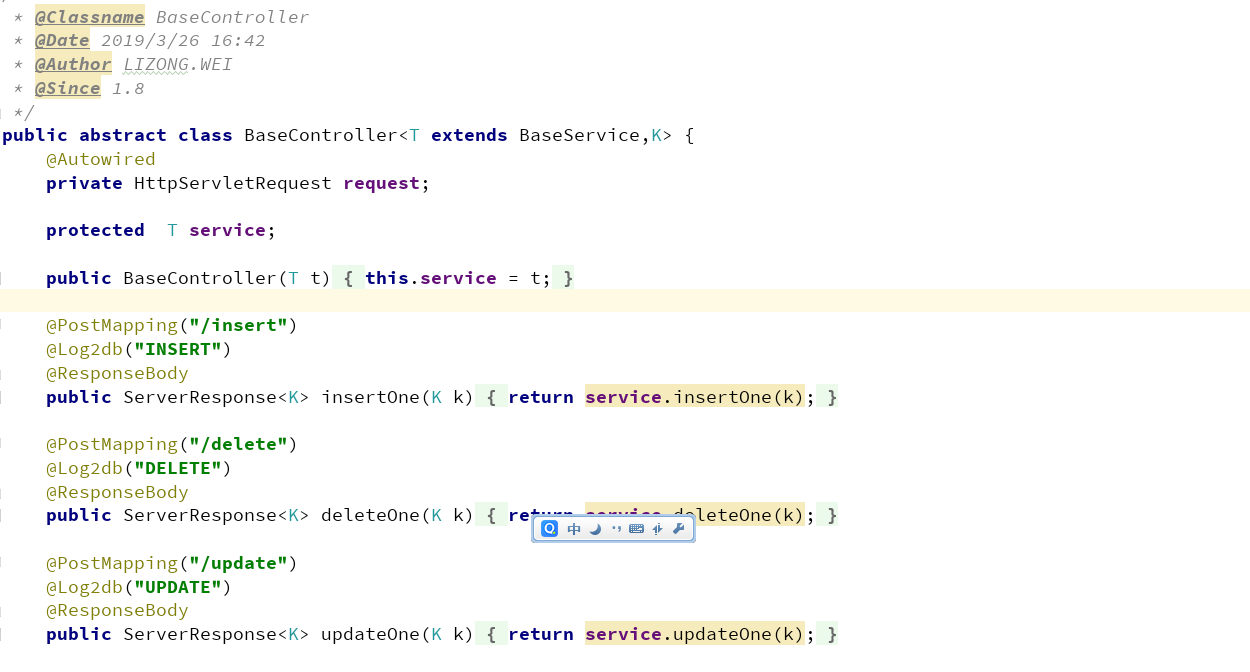 * @Classname BaseController
* @Date 2019/3/26 16:42
* @Author LIZONG.WEI
* @Since 1.8
*/
public abstract class BaseController<T extends BaseService,K> {
@Autowired
private HttpServletRequest request;
protected  T service;
public BaseController(T t) { this.service = t; }
@PostMapping("/insert")
@Log2db("INSERT")
@ResponseBody
public ServerResponse<K> insertOne(K k) { return service.insertOne(k); }
@PostMapping("/delete")
@Log2db("DELETE")
@ResponseBody
public ServerResponse<K> deleteOne(K k) { return service.deleteOne(k); }
中
@PostMapping("/update")
@Log2db("UPDATE")
@ResponseBody
public ServerResponse<K> updateOne(K k) { return service.updateOne(k); }